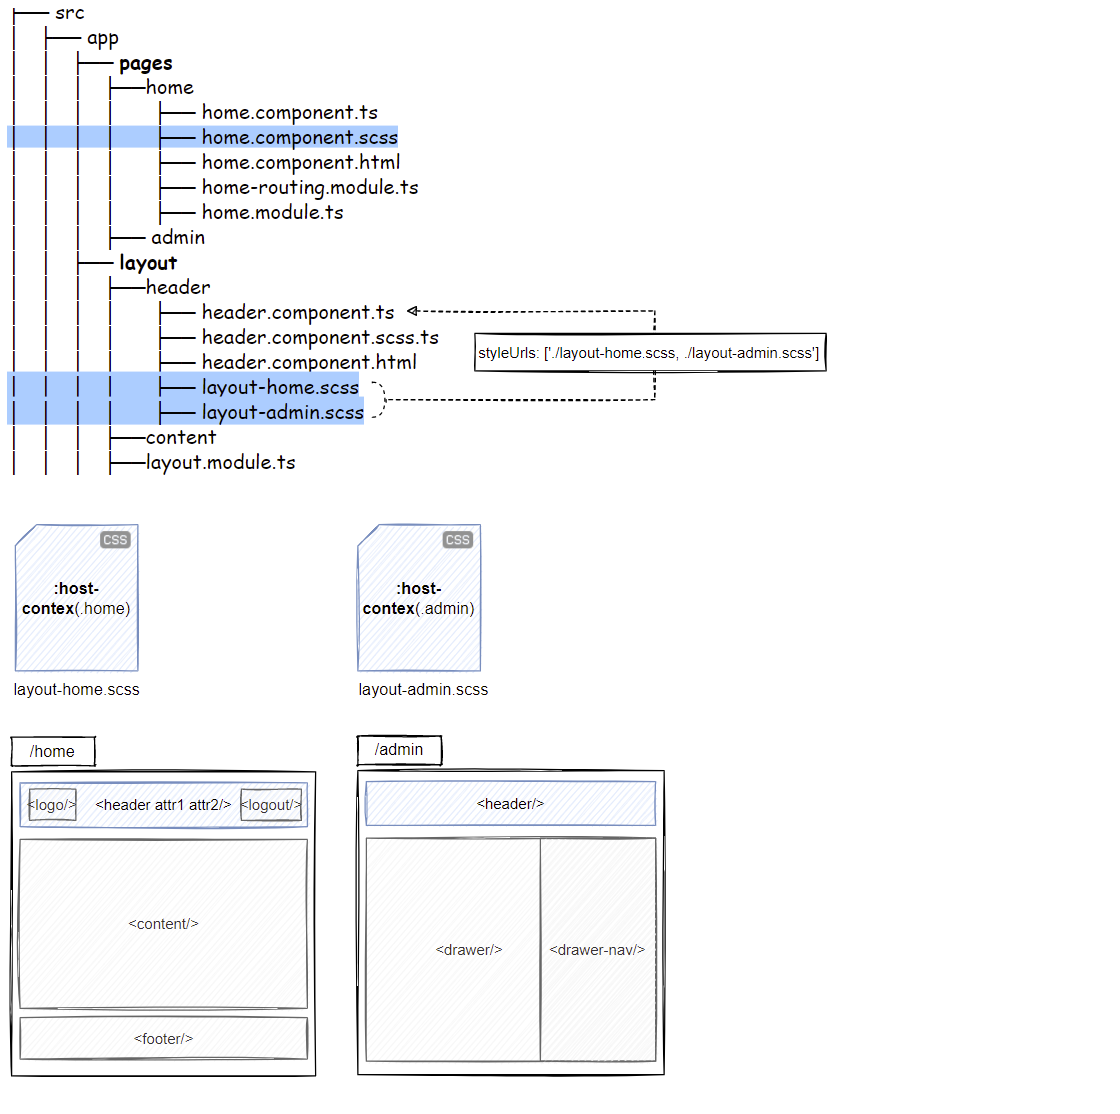 src
app
pages
home
home.component.ts
home.component.scss
home.component.html
home-routing.module.ts
home.module.ts
admin
layout
header
header.component.ts
header.component.scss.ts
header.component.html
layout-home.scss
layout-admin.scss
content
layout.module.ts
styleUrls: ['./layout-home.scss, ./layout-admin.scss']
CSS
:host-
contex(.home)
layout-home.scss
CSS
:host-
contex(.admin)
layout-admin.scss
/home
<logo/>
<header attr1 attr2/>
<logout/>
<content/>
<footer/>
/admin
<header/>
<drawer/>
<drawer-nav/>